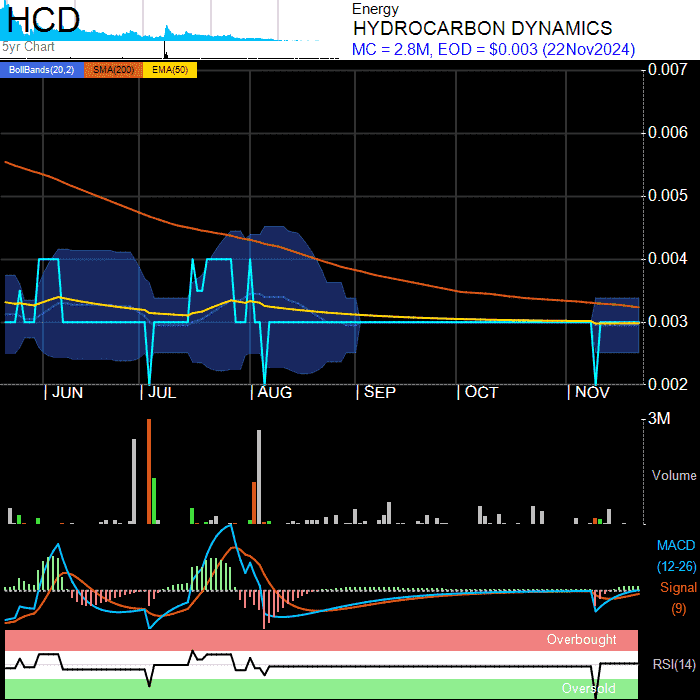 HCD
5yr Chart
Energy
HYDROCARBON DYNAMICS
MC = 2.8M, EOD = $0.003 (22Nov2024)
BollBands(20,2) SMA(200) EMA(50)
0.007
0.006
0.005
0.004
0.003
0.002
JUN JUL AUG SEP OCT NOV
3M
Volume
MACD
(12-26)
Signal
(9)
Overbought
RSI(14)
Oversold